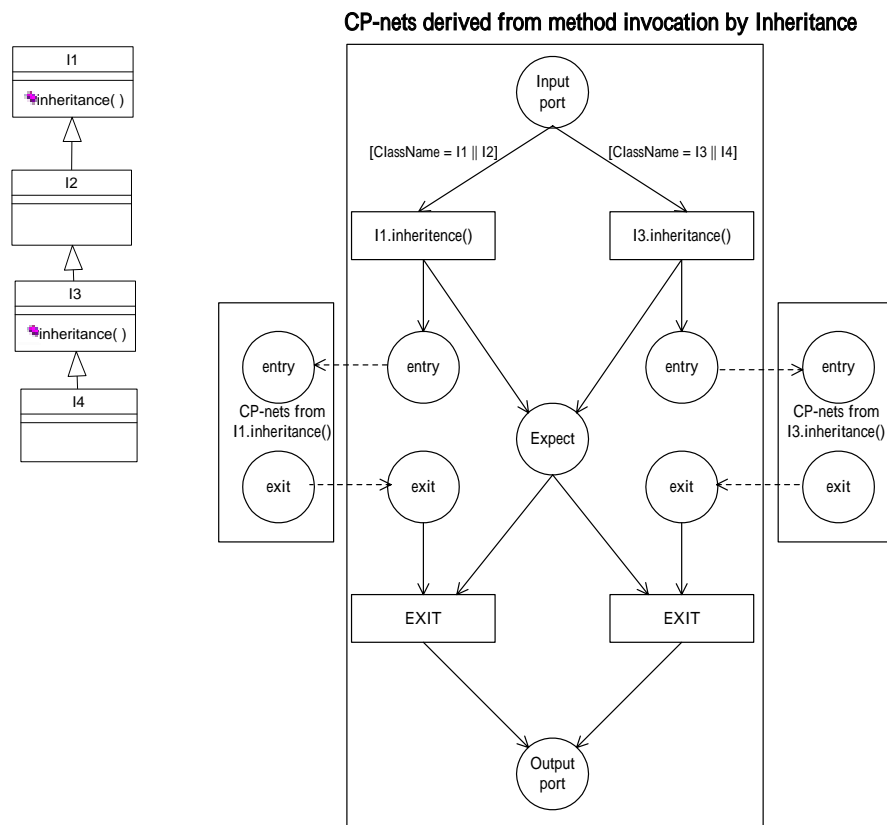 CP-nets derived from method invocation by Inheritance
I1
inheritance( )
I2
I3
inheritance( )
I4
Input
port
[ClassName = I1 || I2]
[ClassName = I3 || I4]
I1.inheritence()
I3.inheritance()
entry
entry
entry
entry
CP-nets from
I1.inheritance()
Expect
CP-nets from
I3.inheritance()
exit
exit
exit
exit
EXIT
EXIT
Output
port